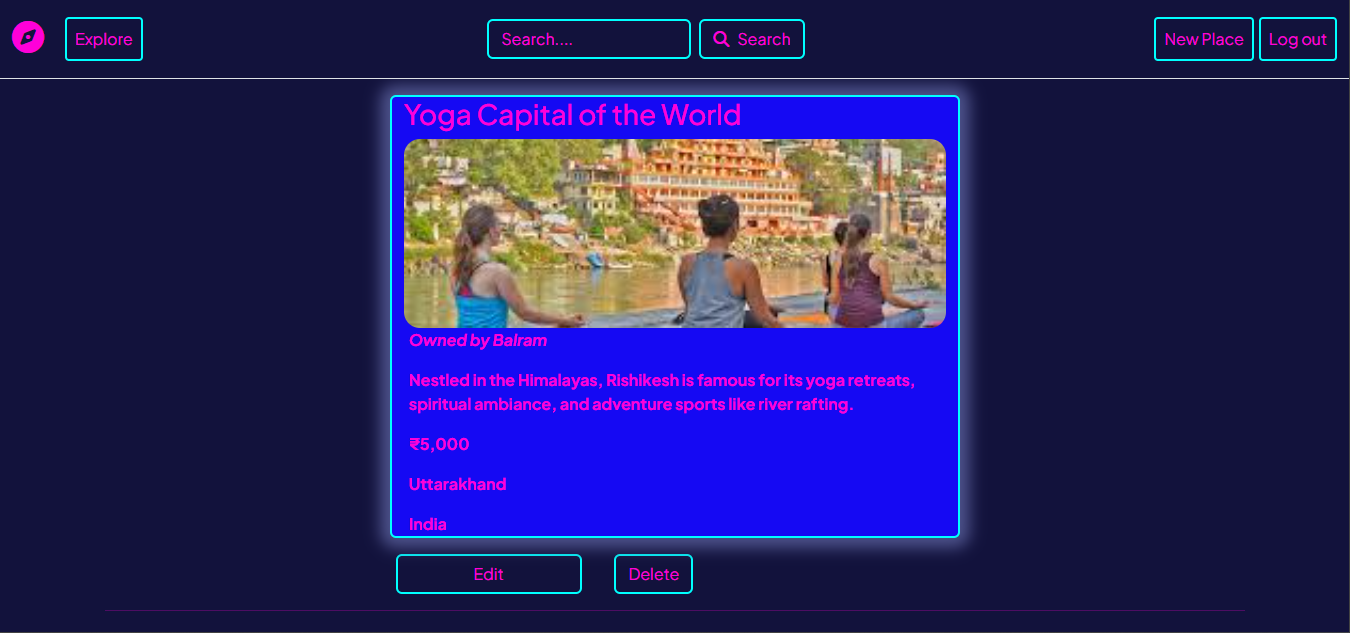 Explore
Search....
Search
New Place
Log out
Yoga Capital of the World
Owned by Balram
Nestled in the Himalayas, Rishikesh is famous for its yoga retreats,
spiritual ambiance, and adventure sports like river rafting.
₹5,000
Uttarakhand
India
Edit
Delete